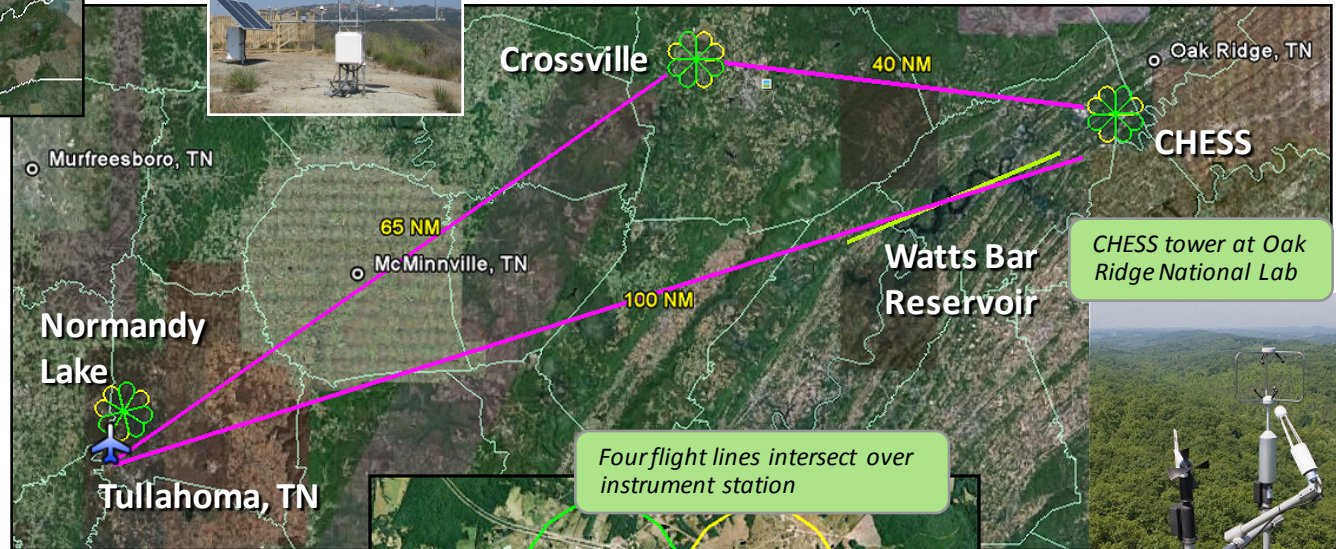 Crossville
40 NM
Oak Ridge, TN
CHESS
Murfreesboro, TN
65 NM
McMinnville, TN
Watts Bar
Reservoir
CHESS tower at Oak
Ridge National Lab
100 NM
Normandy
Lake
Tullahoma, TN
Four flight lines intersect over
instrument station